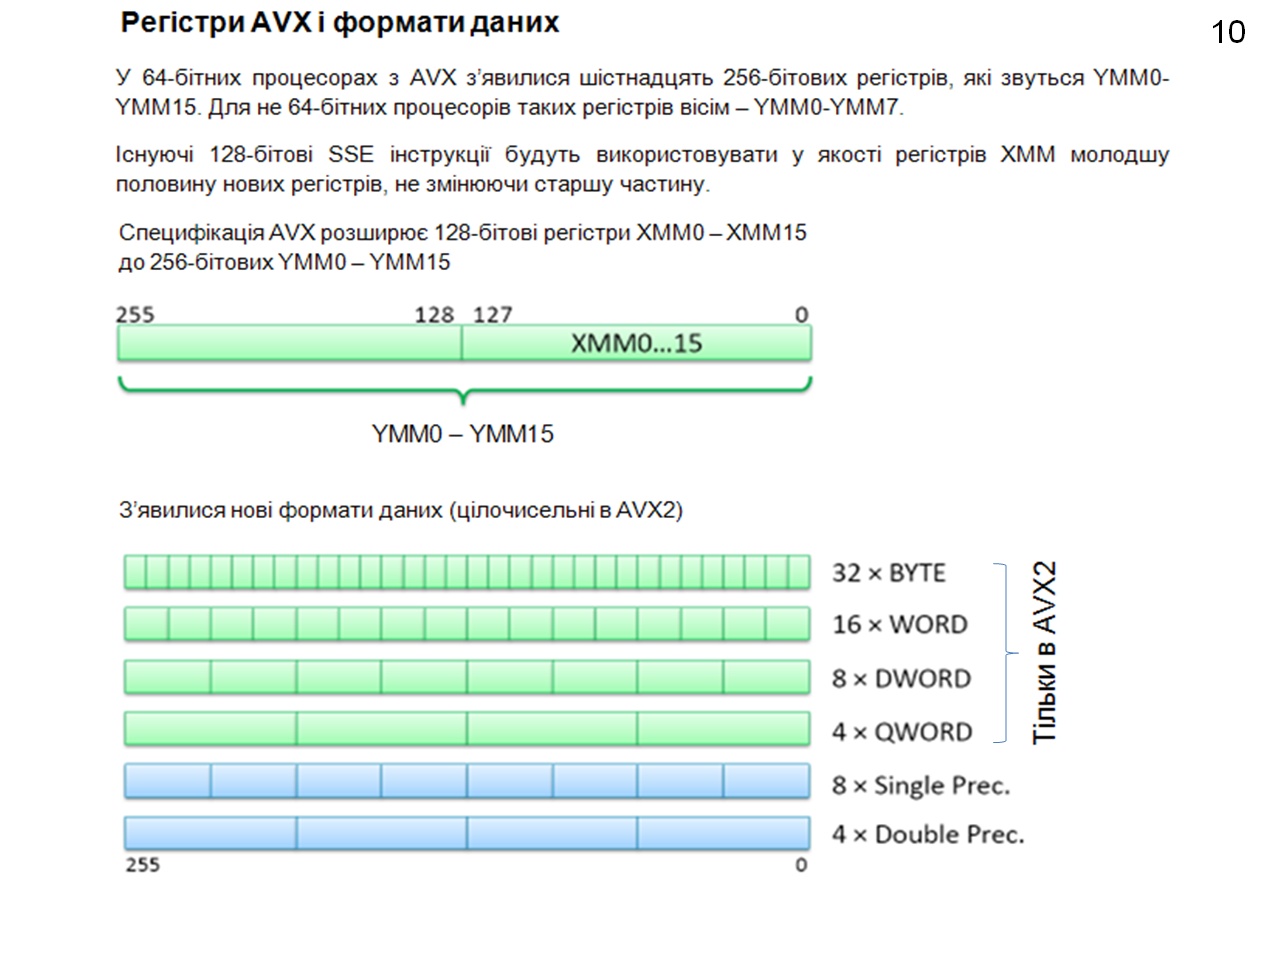 Регістри AVX і формати даних
10
У 64-бітних процесорах з AVX з’явилися шістнадцять 256-бітових регістрів, які звуться YMM0-
YMM15. Для не 64-бітних процесорів таких регістрів вісім – YMM0-YMM7.
Існуючі 128-бітові SSE інструкції будуть використовувати у якості регістрів XMM молодшу
половину нових регістрів, не змінюючи старшу частину.
Специфікація AVX розширює 128-бітові регістри XMM0 – XMM15
до 256-бітових YMM0 – YMM15
255 128 127 0
XMM0...15
YMM0 – YMM15
З’явилися нові формати даних (цілочисельні в AVX2)
32 × BYTE
16 × WORD
8 × DWORD
4 × QWORD
Тільки в AVX2
8 × Single Prec.
4 × Double Prec.
255 0